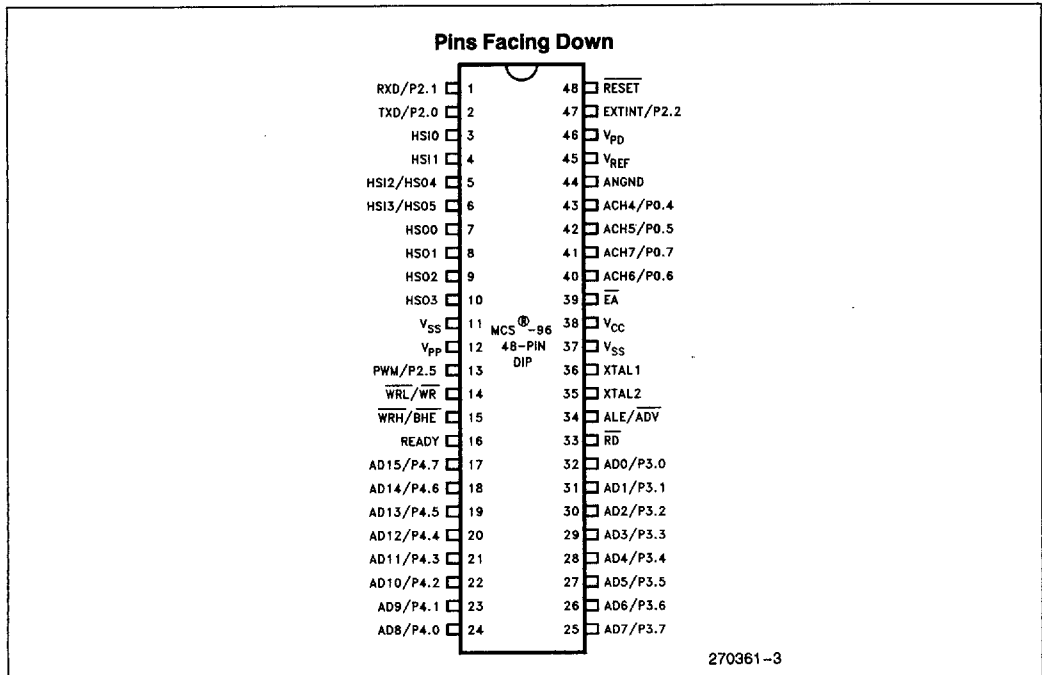 Pins Facing Down
RXD/P2.1 1 48 RESET
TXD/P2.0 2 47 EXTINT/P2.2
HSI0 3 46 VPD
HSI1 4 45 VREF
HSI2/HSO4 5 44 ANGND
HSI3/HSO5 6 43 ACH4/P0.4
HSO0 7 42 ACH5/P0.5
HSO1 8 41 ACH7/P0.7
HSO2 9 40 ACH6/P0.6
HSO3 10 39 EA
VSS 11 MCS®-96 38 VCC
VPP 12 48-PIN 37 VSS
DIP
PWM/P2.5 13 36 XTAL1
WRL/WR 14 35 XTAL2
WRH/BHE 15 34 ALE/ADV
READY 16 33 RD
AD15/P4.7 17 32 AD0/P3.0
AD14/P4.6 18 31 AD1/P3.1
AD13/P4.5 19 30 AD2/P3.2
AD12/P4.4 20 29 AD3/P3.3
AD11/P4.3 21 28 AD4/P3.4
AD10/P4.2 22 27 AD5/P3.5
AD9/P4.1 23 26 AD6/P3.6
AD8/P4.0 24 25 AD7/P3.7
270361-3